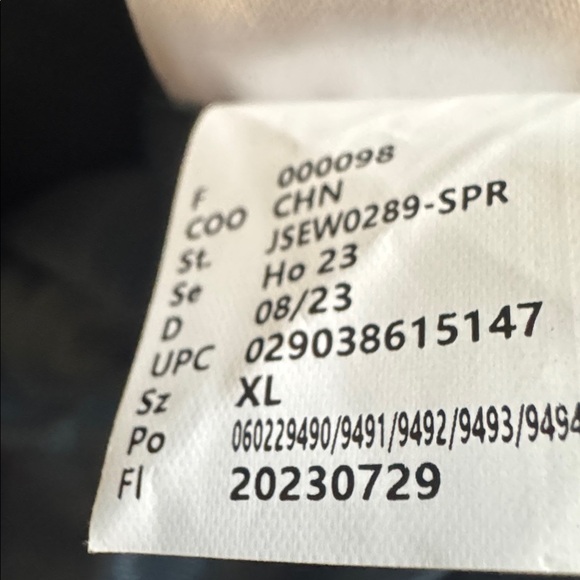 F 000098
COO CHN
St. JSEW0289-SPR
Se Ho 23
D 08/23
UPC 029038615147
Sz XL
Po 060229490/9491/9492/9493/9494
Fl 20230729